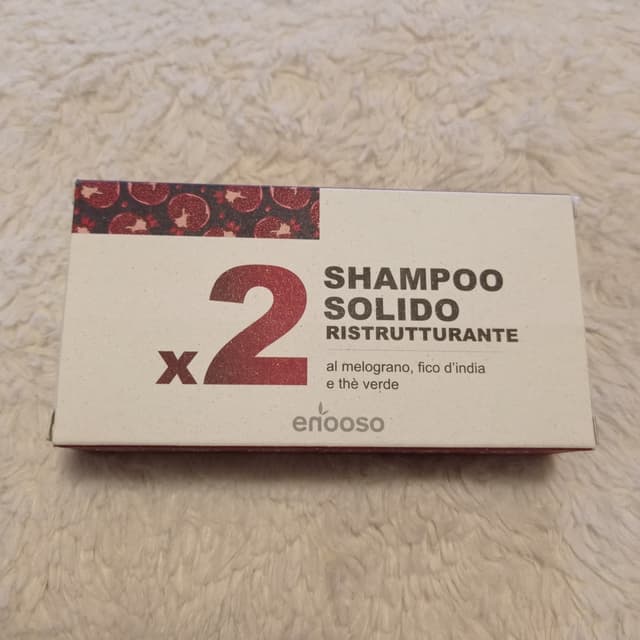 x2
SHAMPOO
SOLIDO
RISTRUTTURANTE
al melograno, fico d'india
e thè verde
enooso